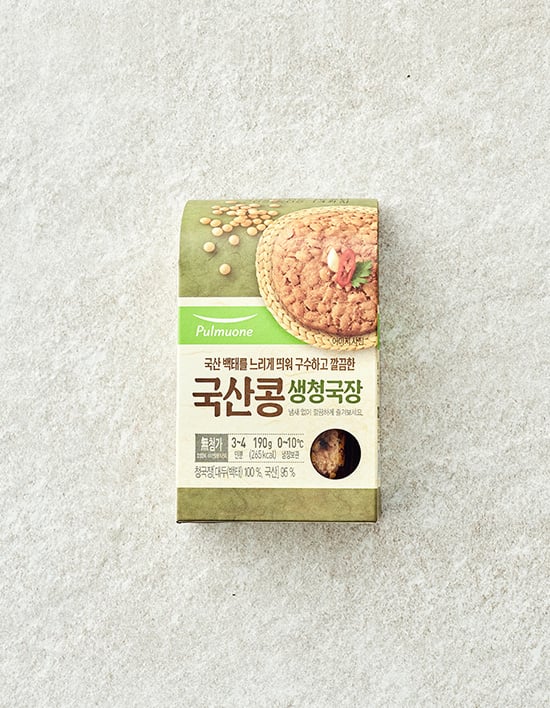 Pulmuone
이미지 사진
국산 백태를 느리게 띄워 구수하고 깔끔한
국산콩 생청국장
냄새 없이 깔끔하게 즐겨보세요.
無첨가 3~4 190g 0~10℃
인분 (265kcal) 냉장보관
청국장[대두(백태) 100 %, 국산] 95 %